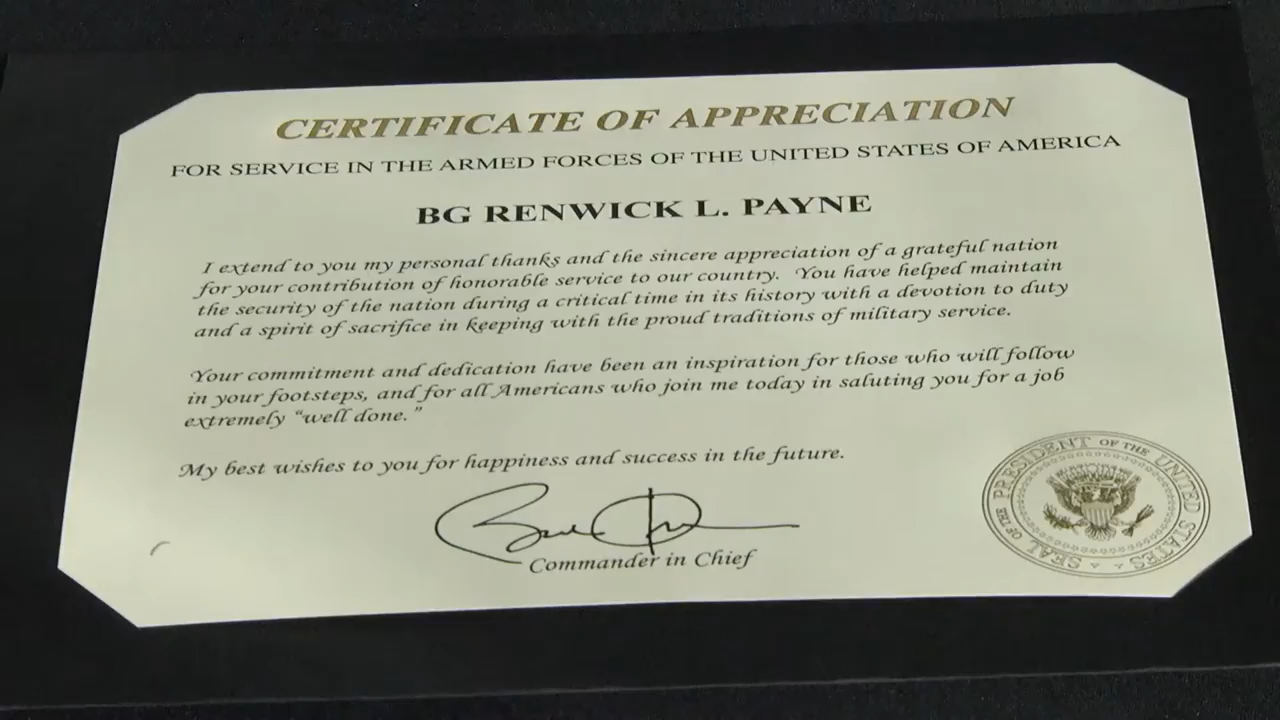 CERTIFICATE OF APPRECIATION
FOR SERVICE IN THE ARMED FORCES OF THE UNITED STATES OF AMERICA
BG RENWICK L. PAYNE
I extend to you my personal thanks and the sincere appreciation of a grateful nation
for your contribution of honorable service to our country. You have helped maintain
the security of the nation during a critical time in its history with a devotion to duty
and a spirit of sacrifice in keeping with the proud traditions of military service.
Your commitment and dedication have been an inspiration for those who will follow
in your footsteps, and for all Americans who join me today in saluting you for a job
extremely “well done.”
My best wishes to you for happiness and success in the future.
Commander in Chief
SEAL OF THE PRESIDENT OF THE UNITED STATES